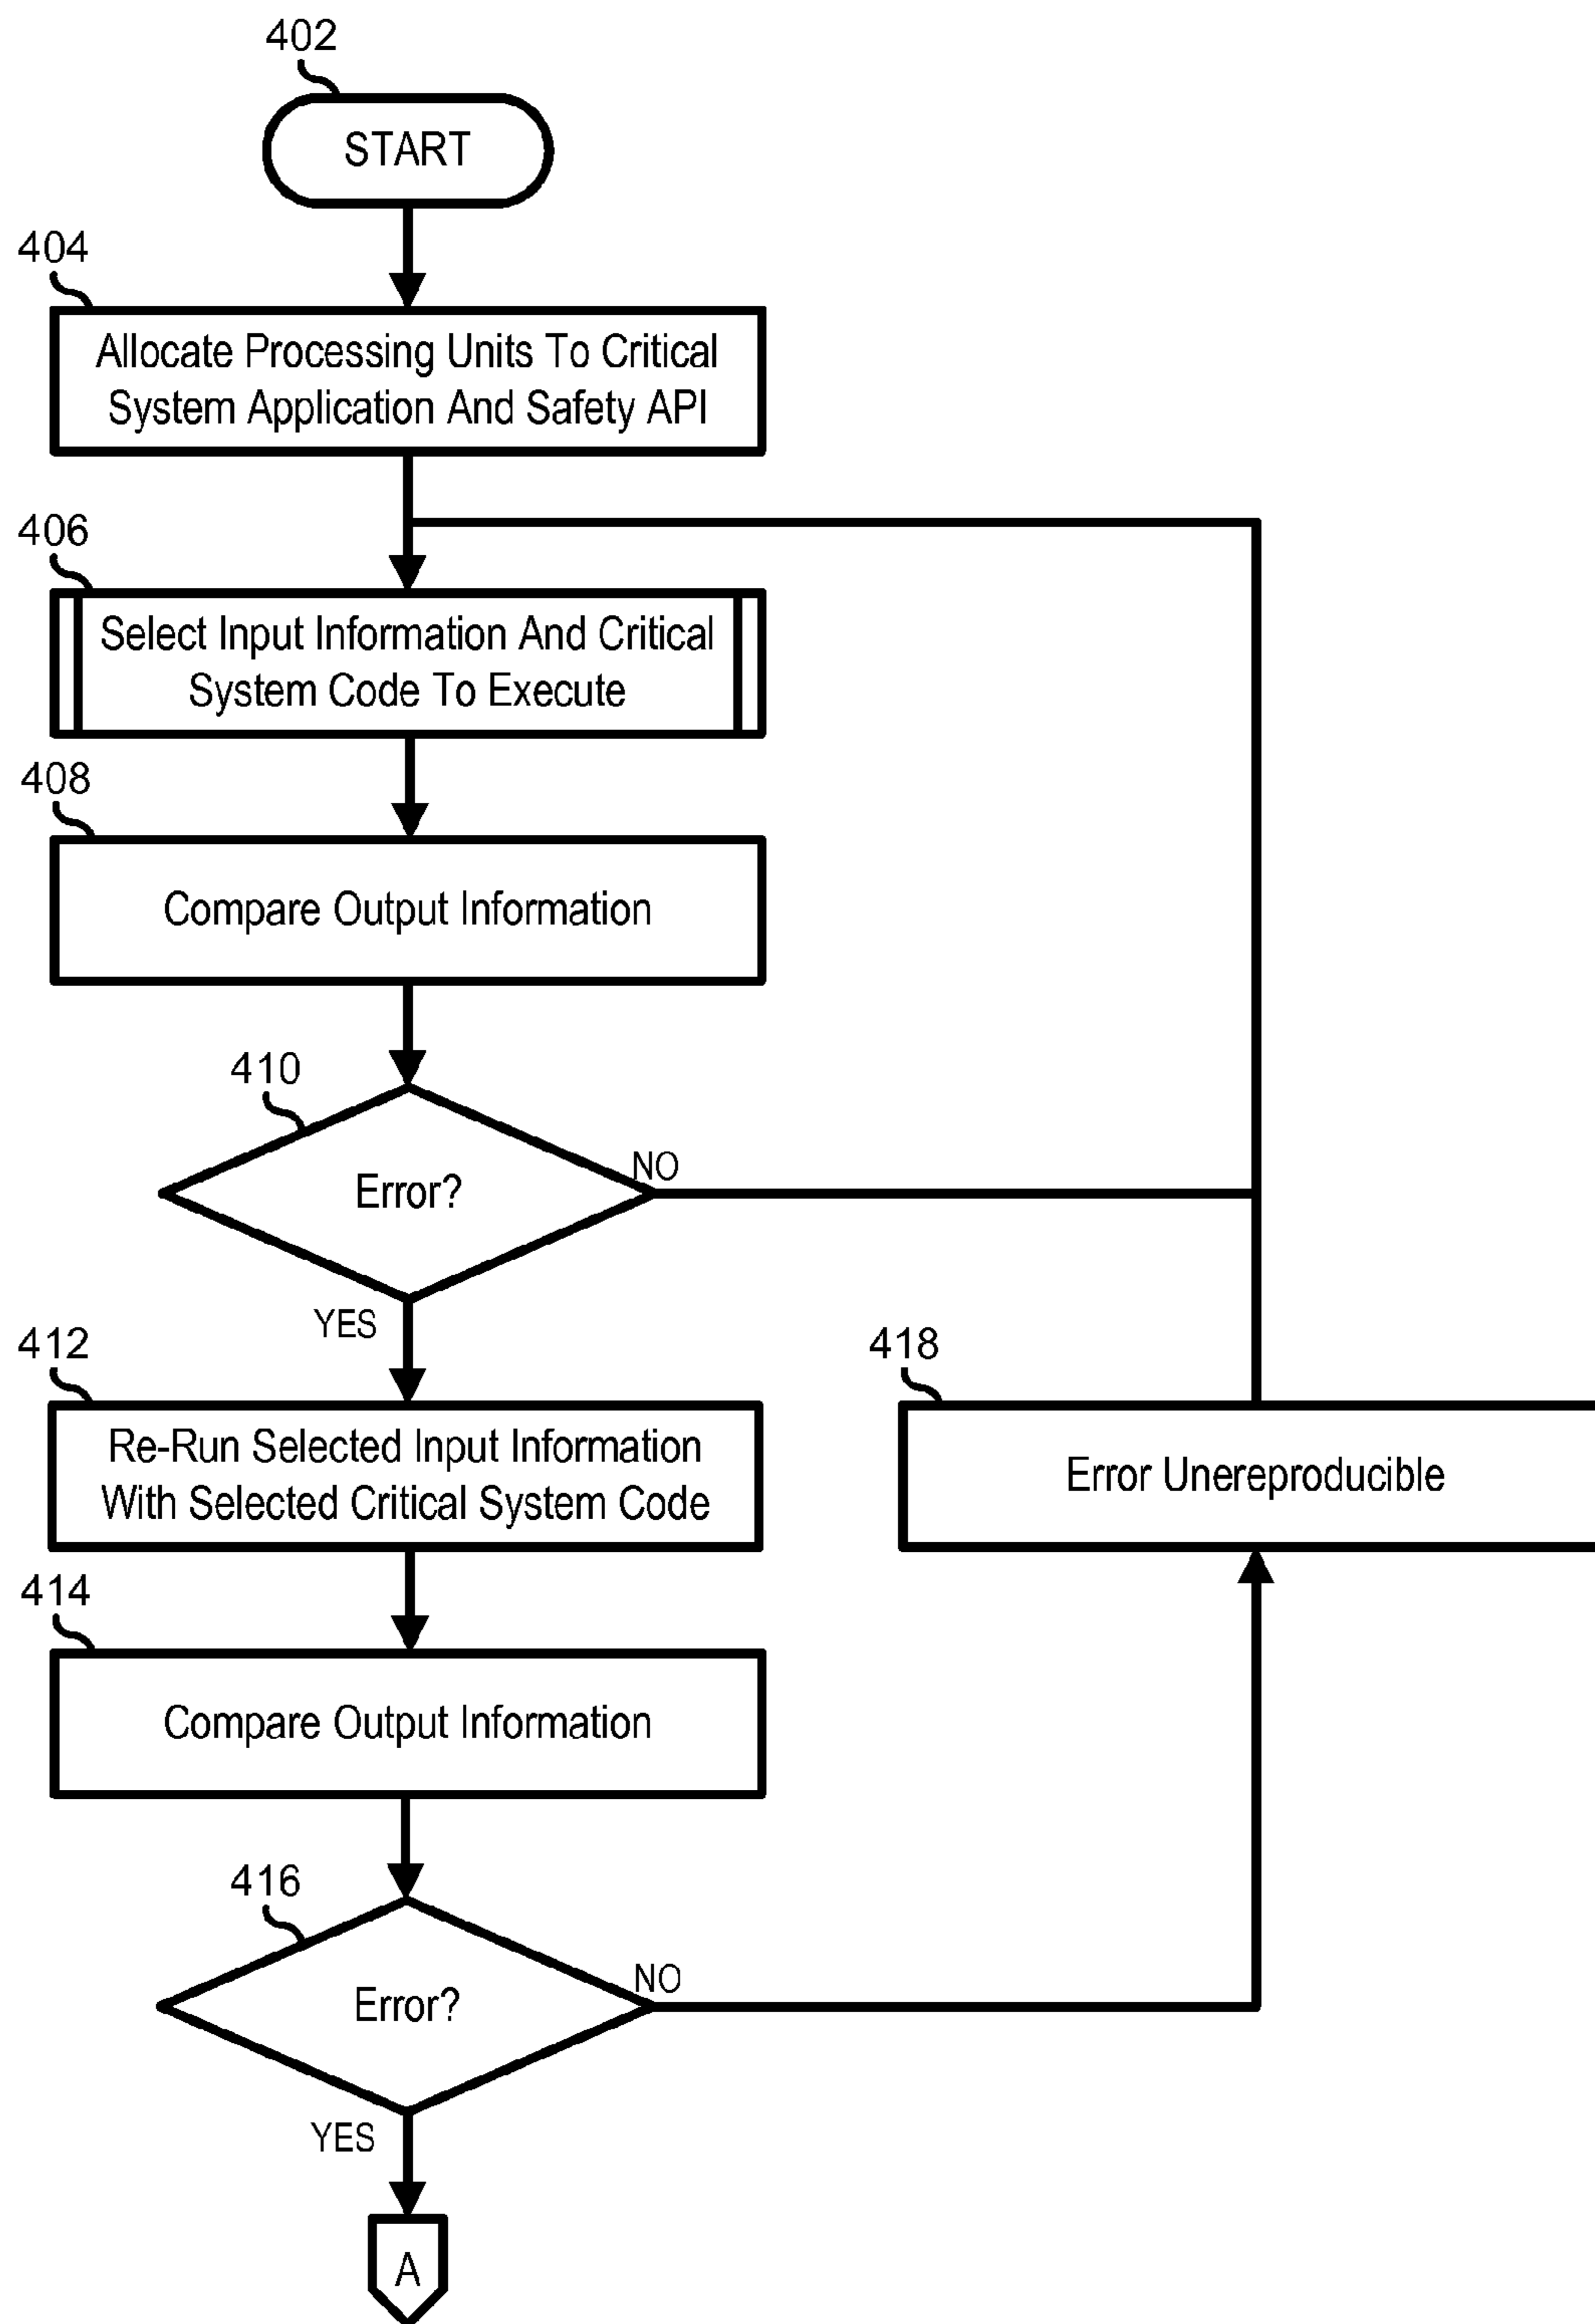 402
START
404
Allocate Processing Units To Critical
System Application And Safety API
406
Select Input Information And Critical
System Code To Execute
408
Compare Output Information
410
Error?
NO
YES
412
Re-Run Selected Input Information
With Selected Critical System Code
418
Error Unereproducible
414
Compare Output Information
416
Error?
NO
YES
A